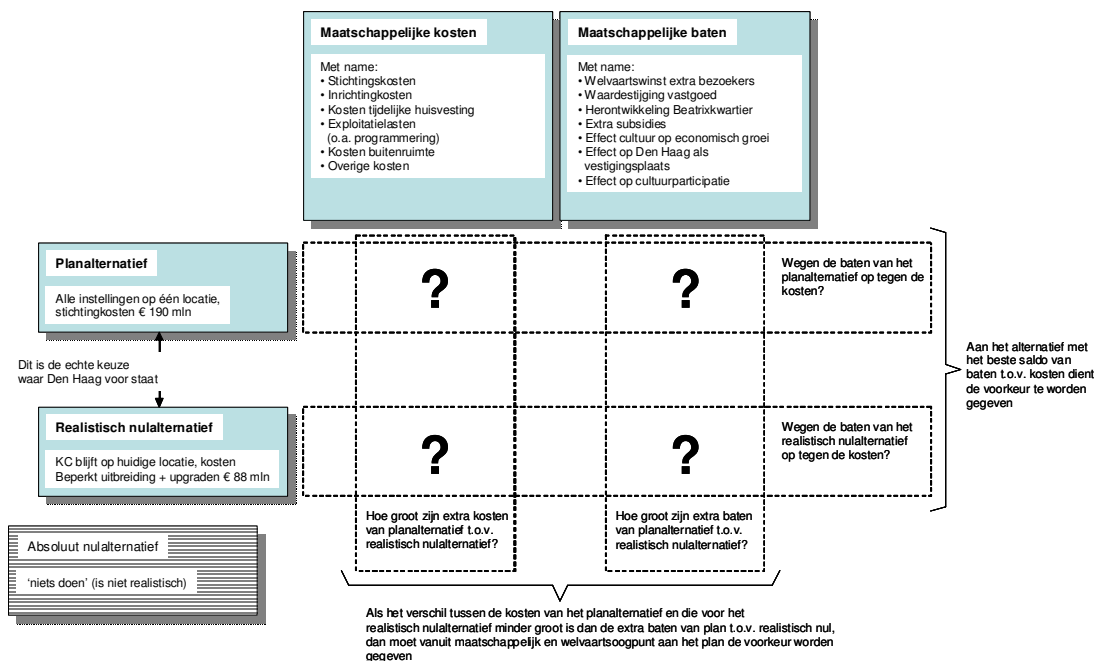 Maatschappelijke kosten
Met name:
• Stichtingskosten
• Inrichtingkosten
• Kosten tijdelijke huisvesting
• Exploitatielasten
(o.a. programmering)
• Kosten buitenruimte
• Overige kosten
Maatschappelijke baten
Met name:
• Welvaartswinst extra bezoekers
• Waardestijging vastgoed
• Herontwikkeling Beatrixkwartier
• Extra subsidies
• Effect cultuur op economisch groei
• Effect op Den Haag als
vestigingsplaats
• Effect op cultuurparticipatie
Planalternatief
Alle instellingen op één locatie,
stichtingkosten € 190 mln
?
?
Wegen de baten van het
planalternatief op tegen de
kosten?
Dit is de echte keuze
waar Den Haag voor staat
Aan het alternatief met
het beste saldo van
baten t.o.v. kosten dient
de voorkeur te worden
gegeven
Realistisch nulalternatief
KC blijft op huidige locatie, kosten
Beperkt uitbreiding + upgraden € 88 mln
?
?
Wegen de baten van het
realistisch nulalternatief
op tegen de kosten?
Hoe groot zijn extra kosten
van planalternatief t.o.v.
realistisch nulalternatief?
Hoe groot zijn extra baten
van planalternatief t.o.v.
realistisch nulalternatief?
Absoluut nulalternatief
‘niets doen’ (is niet realistisch)
Als het verschil tussen de kosten van het planalternatief en die voor het
realistisch nulalternatief minder groot is dan de extra baten van plan t.o.v. realistisch nul,
dan moet vanuit maatschappelijk en welvaartsoogpunt aan het plan de voorkeur worden
gegeven